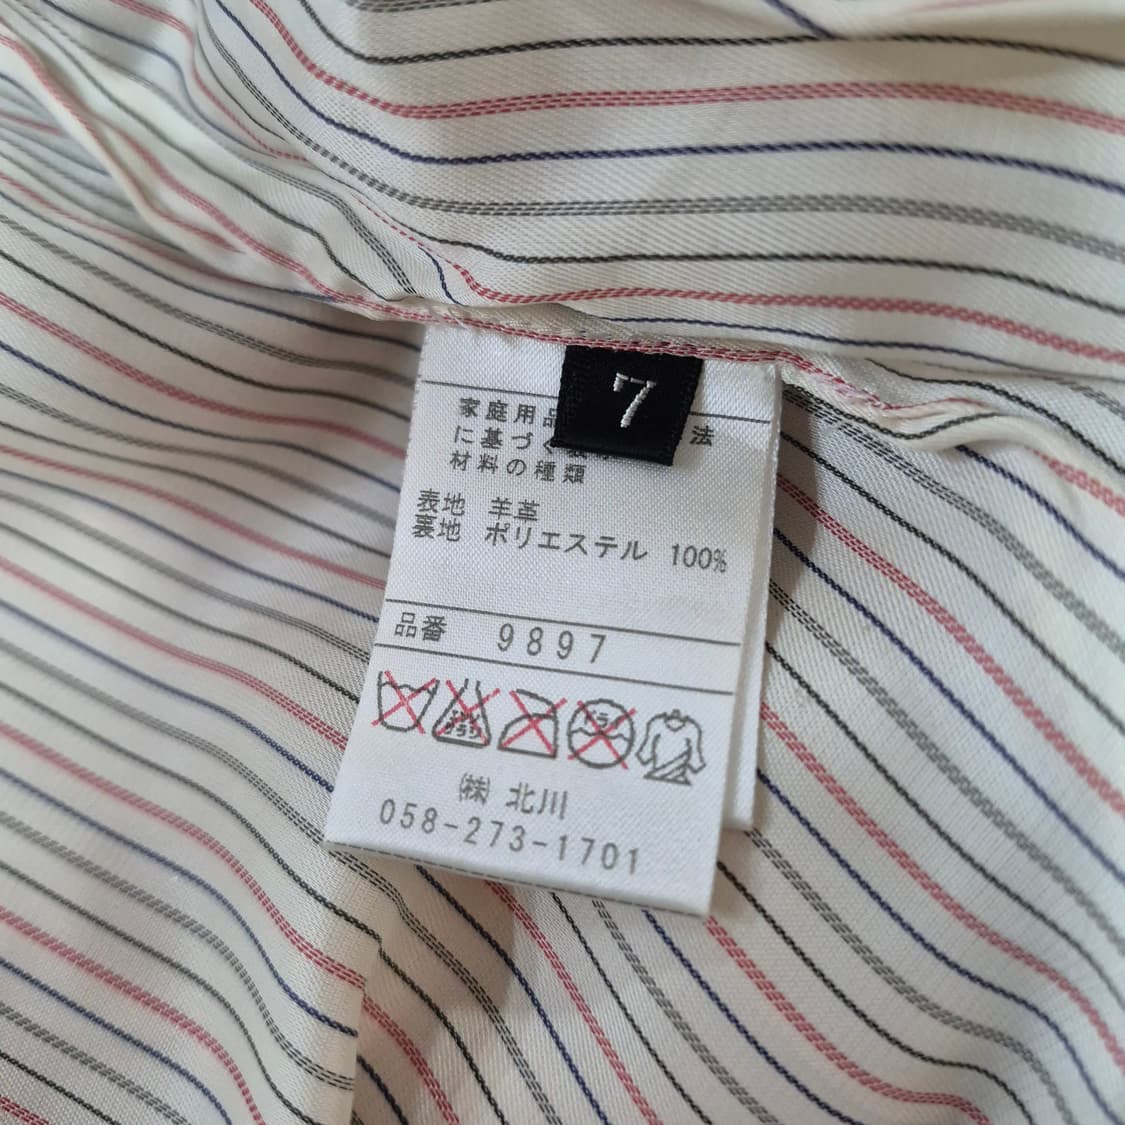 7
家庭用品 法
に基づく
材料の種類
表地 羊革
裏地 ポリエステル 100%
品番 9897
㈱ 北川
058-273-1701